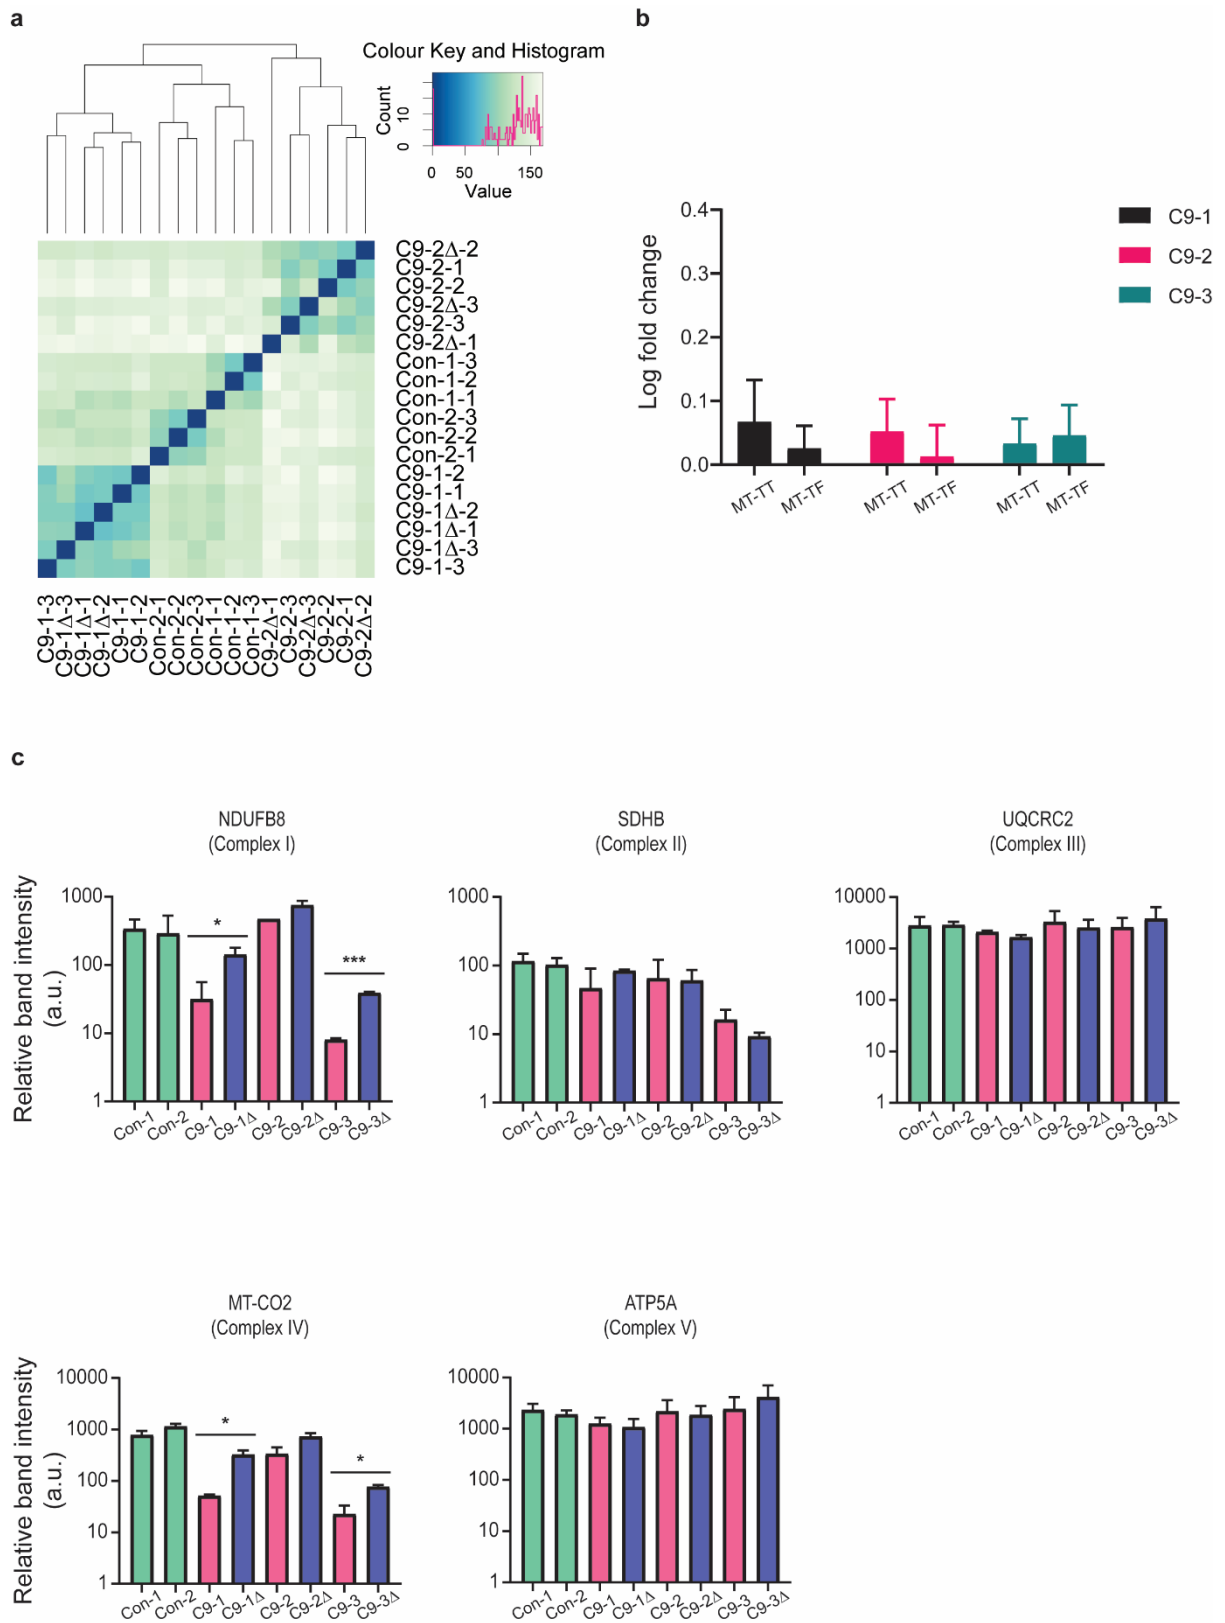 a
Colour Key and Histogram
Count
0 10
0 50 150
Value
C9-2Δ-2
C9-2-1
C9-2-2
C9-2Δ-3
C9-2-3
C9-2Δ-1
Con-1-3
Con-1-2
Con-1-1
Con-2-3
Con-2-2
Con-2-1
C9-1-2
C9-1-1
C9-1Δ-2
C9-1Δ-1
C9-1Δ-3
C9-1-3
C9-1-3
C9-1Δ-3
C9-1Δ-1
C9-1Δ-2
C9-1-1
C9-1-2
Con-2-1
Con-2-2
Con-2-3
Con-1-1
Con-1-2
Con-1-3
C9-2Δ-1
C9-2-3
C9-2Δ-3
C9-2-2
C9-2-1
C9-2Δ-2
b
Log fold change
0.4
0.3
0.2
0.1
0.0
MT-TT MT-TF MT-TT MT-TF MT-TT MT-TF
C9-1
C9-2
C9-3
c
NDUFB8
(Complex I)
Relative band intensity
(a.u.)
1000
100
10
1
*
***
Con-1 Con-2 C9-1 C9-1Δ C9-2 C9-2Δ C9-3 C9-3Δ
SDHB
(Complex II)
1000
100
10
1
Con-1 Con-2 C9-1 C9-1Δ C9-2 C9-2Δ C9-3 C9-3Δ
UQCRC2
(Complex III)
10000
1000
100
10
1
Con-1 Con-2 C9-1 C9-1Δ C9-2 C9-2Δ C9-3 C9-3Δ
MT-CO2
(Complex IV)
Relative band intensity
(a.u.)
10000
1000
100
10
1
*
*
Con-1 Con-2 C9-1 C9-1Δ C9-2 C9-2Δ C9-3 C9-3Δ
ATP5A
(Complex V)
10000
1000
100
10
1
Con-1 Con-2 C9-1 C9-1Δ C9-2 C9-2Δ C9-3 C9-3Δ